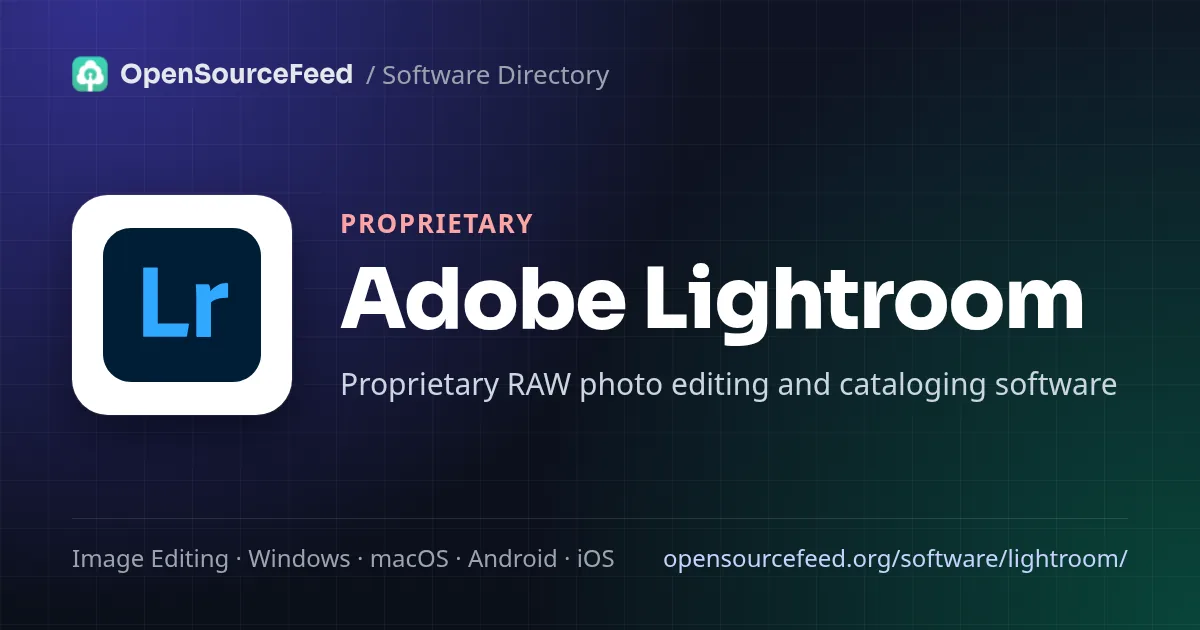 OpenSourceFeed / Software Directory
Lr
PROPRIETARY
Adobe Lightroom
Proprietary RAW photo editing and cataloging software
Image Editing · Windows · macOS · Android · iOS
opensourcefeed.org/software/lightroom/